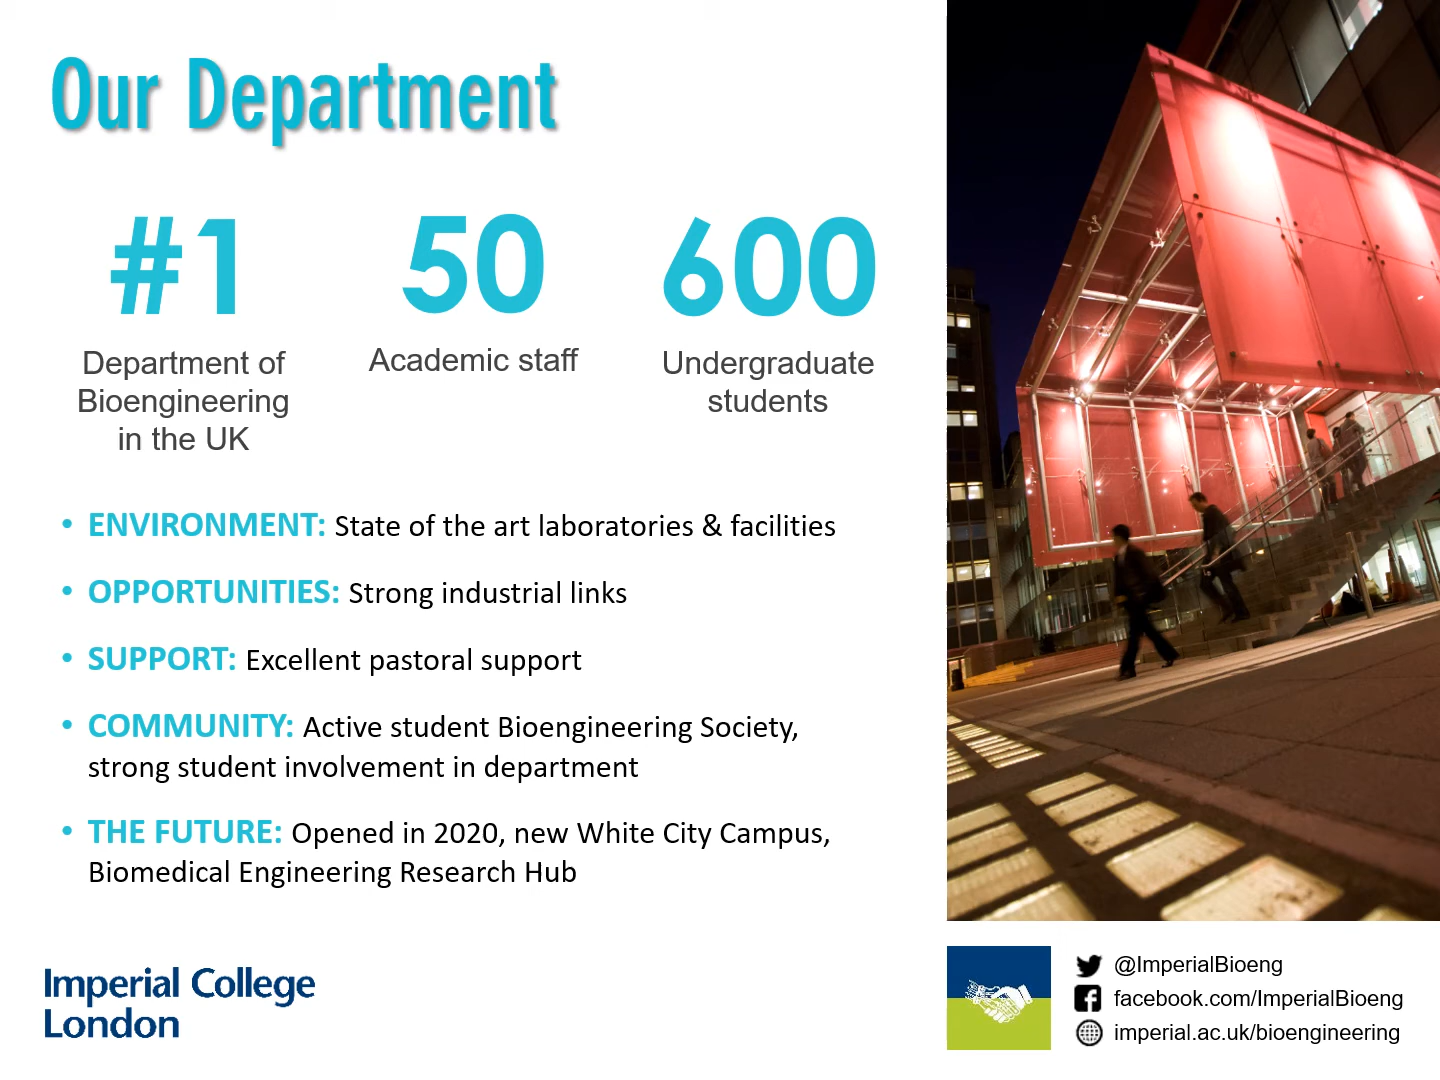 Our Department
#1
Department of
Bioengineering
in the UK
50
Academic staff
600
Undergraduate
students
• ENVIRONMENT: State of the art laboratories & facilities
• OPPORTUNITIES: Strong industrial links
• SUPPORT: Excellent pastoral support
• COMMUNITY: Active student Bioengineering Society,
strong student involvement in department
• THE FUTURE: Opened in 2020, new White City Campus,
Biomedical Engineering Research Hub
Imperial College
London
@ImperialBioeng
facebook.com/ImperialBioeng
imperial.ac.uk/bioengineering